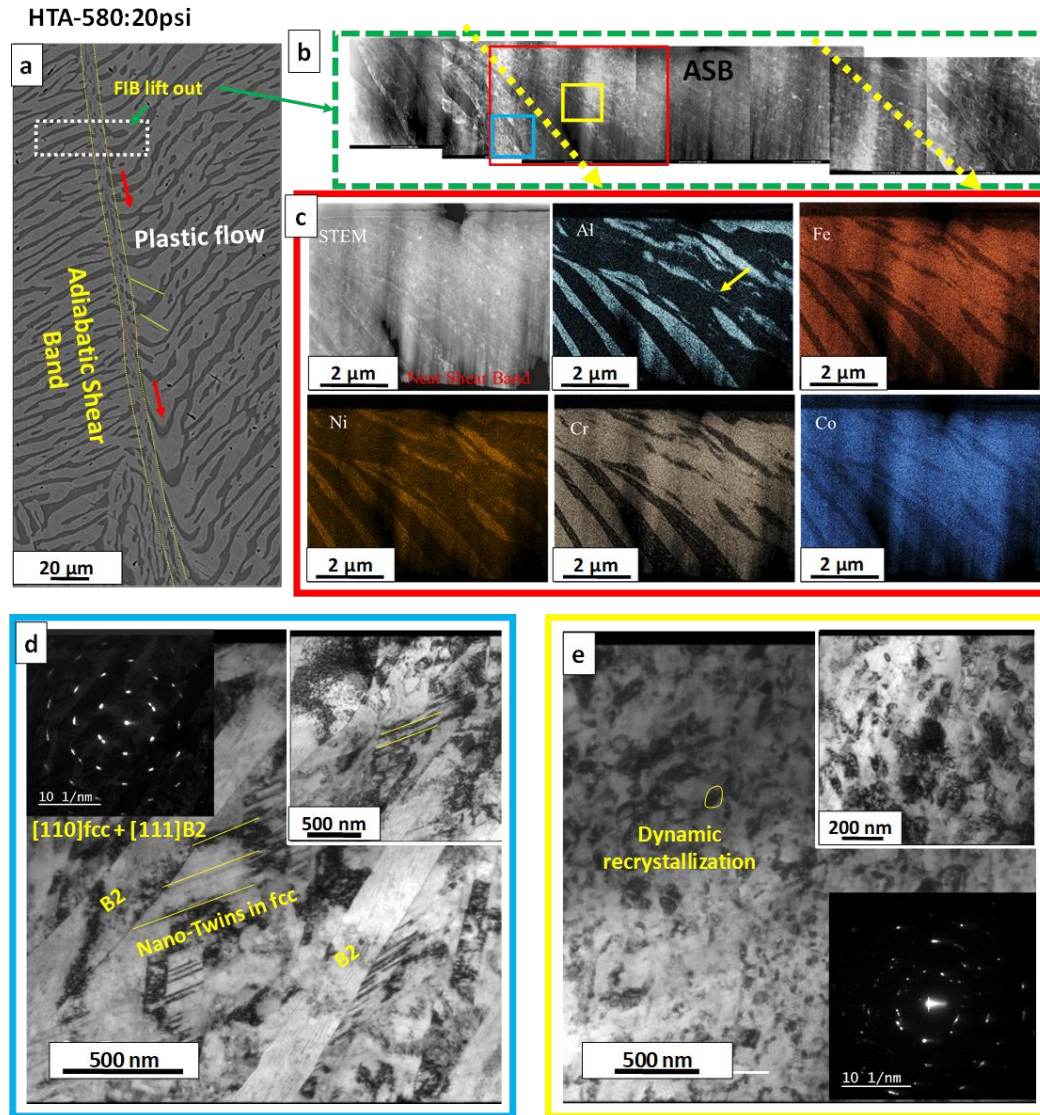 HTA-580:20psi
a
FIB lift out
Plastic flow
Adiabatic Shear
Band
20 µm
b
ASB
c
STEM
Near Shear Band
2 µm
Al
2 µm
Fe
2 µm
Ni
2 µm
Cr
2 µm
Co
2 µm
d
10 1/nm
[110]fcc + [111]B2
500 nm
B2
Nano-Twins in fcc
B2
500 nm
e
200 nm
Dynamic
recrystallization
500 nm
10 1/nm